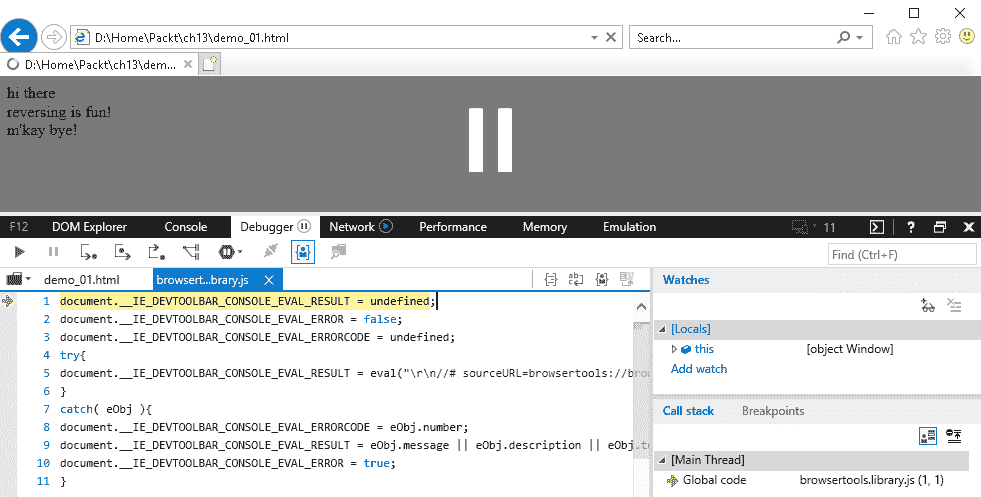 D:\Home\Packt\ch13\demo_01.html
Search...
D:\Home\Packt\ch13\dem...
hi there
reversing is fun!
m'kay bye!
F12 DOM Explorer Console Debugger Network Performance Memory Emulation 11 ?
Find (Ctrl+F)
demo_01.html browsert...brary.js
Watches
1 document.__IE_DEVTOOLBAR_CONSOLE_EVAL_RESULT = undefined;
2 document.__IE_DEVTOOLBAR_CONSOLE_EVAL_ERROR = false;
3 document.__IE_DEVTOOLBAR_CONSOLE_EVAL_ERRORCODE = undefined;
4 try{
5 document.__IE_DEVTOOLBAR_CONSOLE_EVAL_RESULT = eval("\r\n//# sourceURL=browsertools://brow
6 }
7 catch( eObj ){
8 document.__IE_DEVTOOLBAR_CONSOLE_EVAL_ERRORCODE = eObj.number;
9 document.__IE_DEVTOOLBAR_CONSOLE_EVAL_RESULT = eObj.message || eObj.description || eObj.to
10 document.__IE_DEVTOOLBAR_CONSOLE_EVAL_ERROR = true;
11 }
[Locals]
this [object Window]
Add watch
Call stack Breakpoints
[Main Thread]
Global code browsertools.library.js (1, 1)